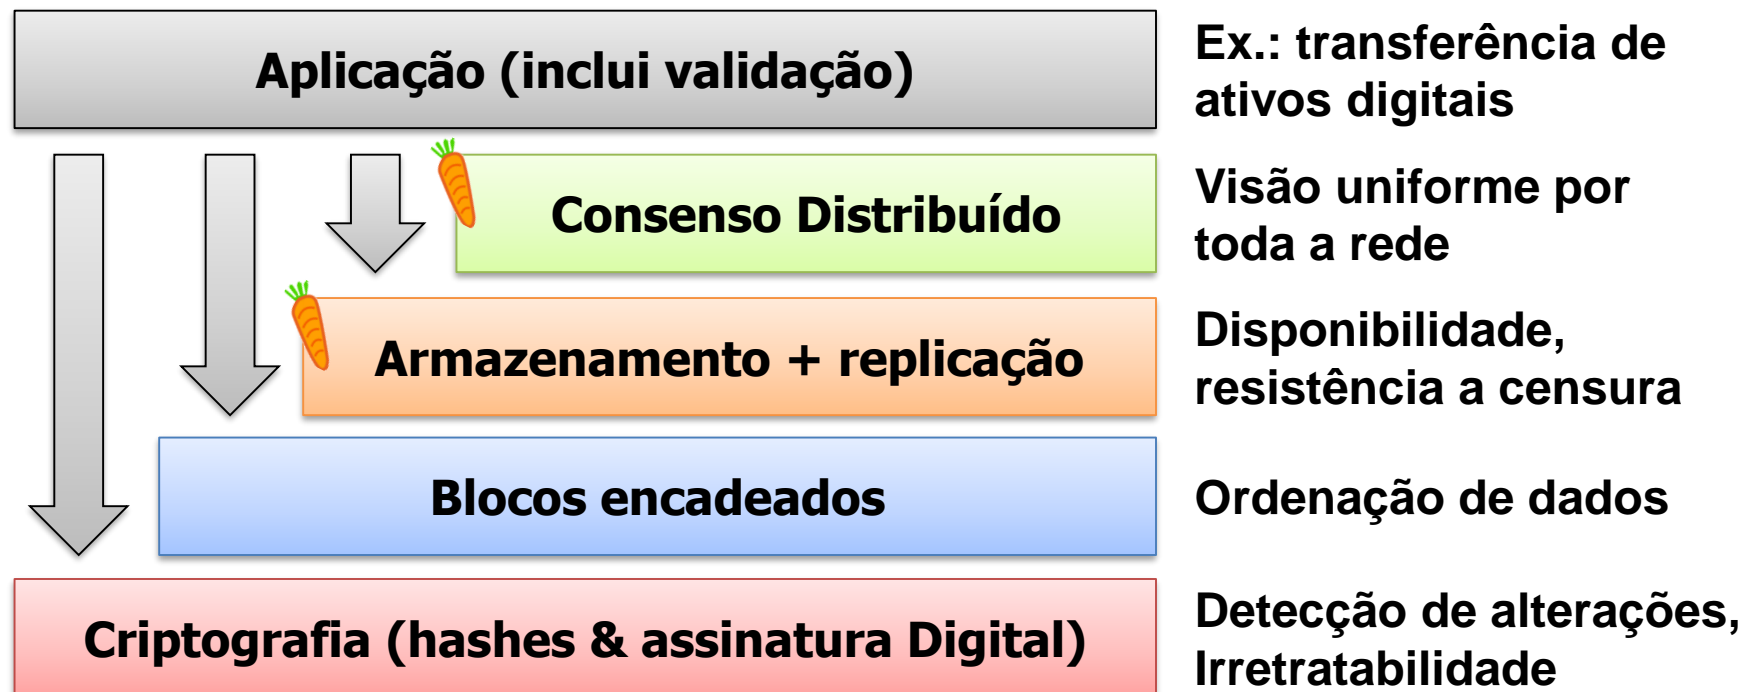 Aplicação (inclui validação)
Ex.: transferência de
ativos digitais
Consenso Distribuído
Visão uniforme por
toda a rede
Armazenamento + replicação
Disponibilidade,
resistência a censura
Blocos encadeados
Ordenação de dados
Criptografia (hashes & assinatura Digital)
Detecção de alterações,
Irretratabilidade